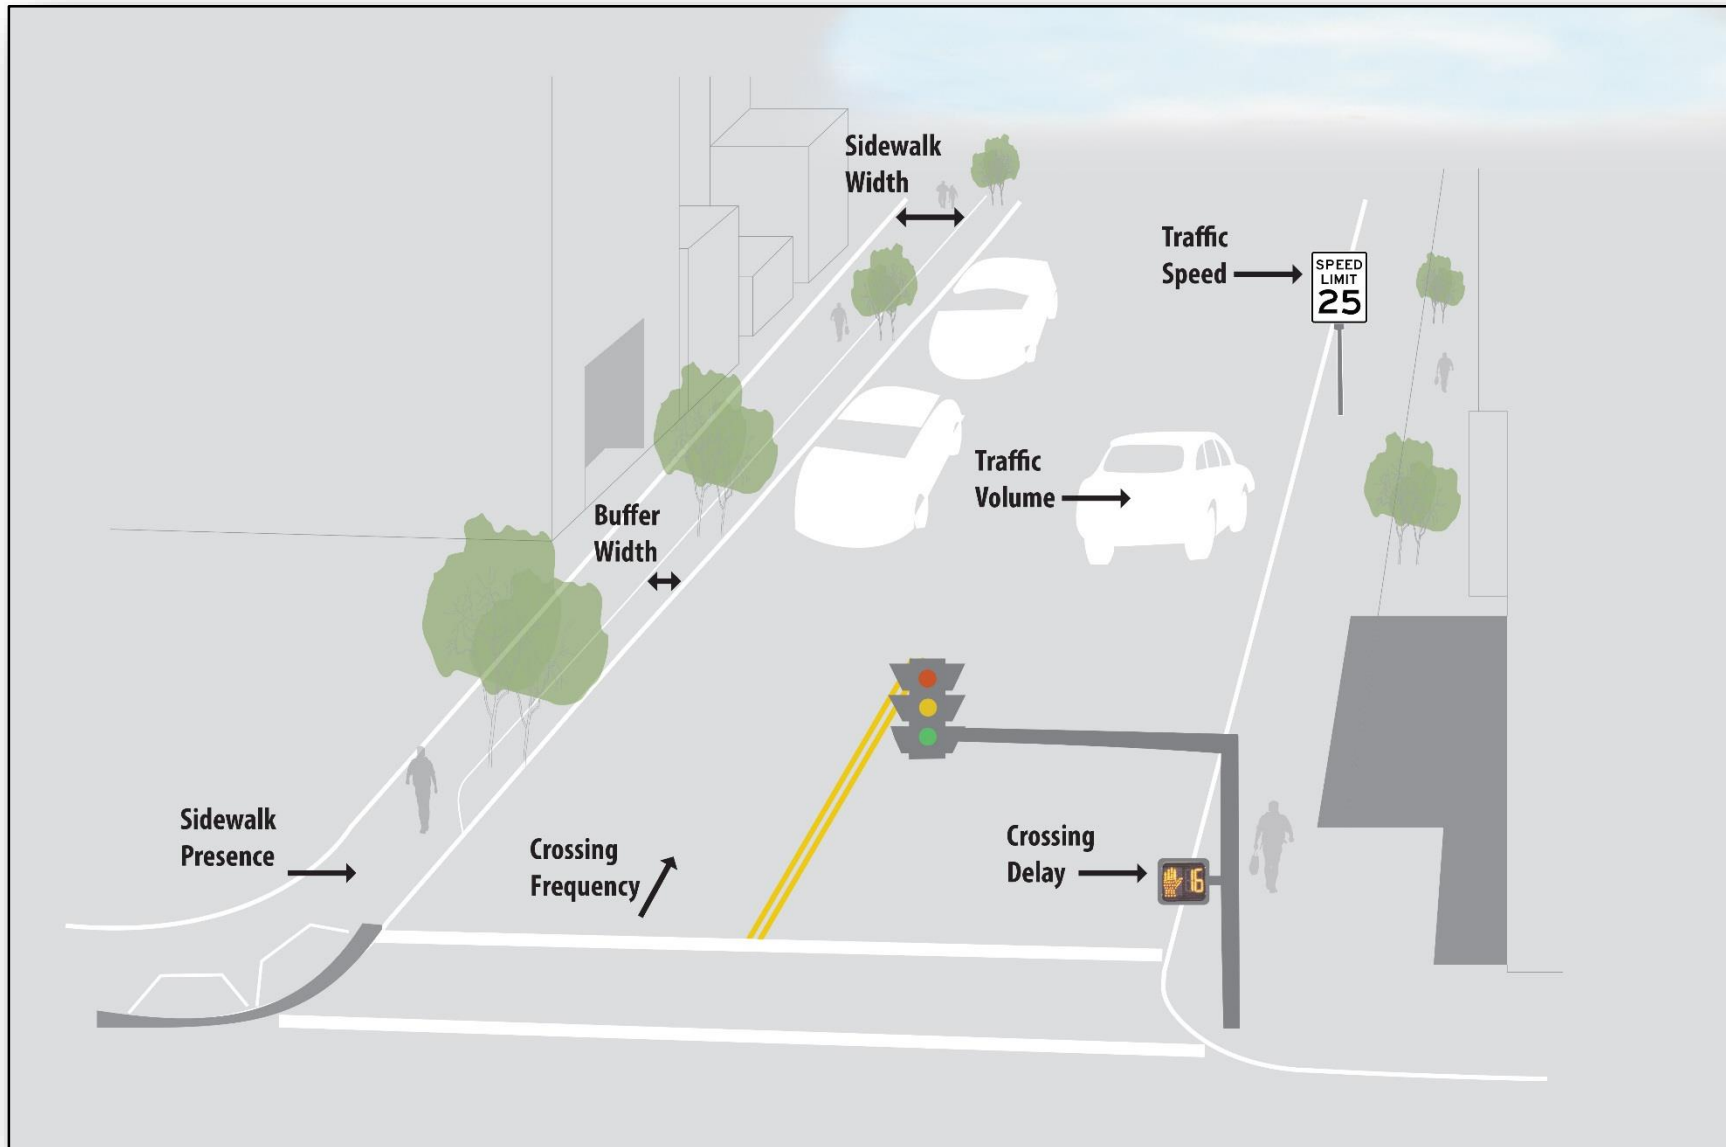 Sidewalk
Width
Traffic
Speed
SPEED
LIMIT
25
Traffic
Volume
Buffer
Width
Sidewalk
Presence
Crossing
Frequency
Crossing
Delay
16